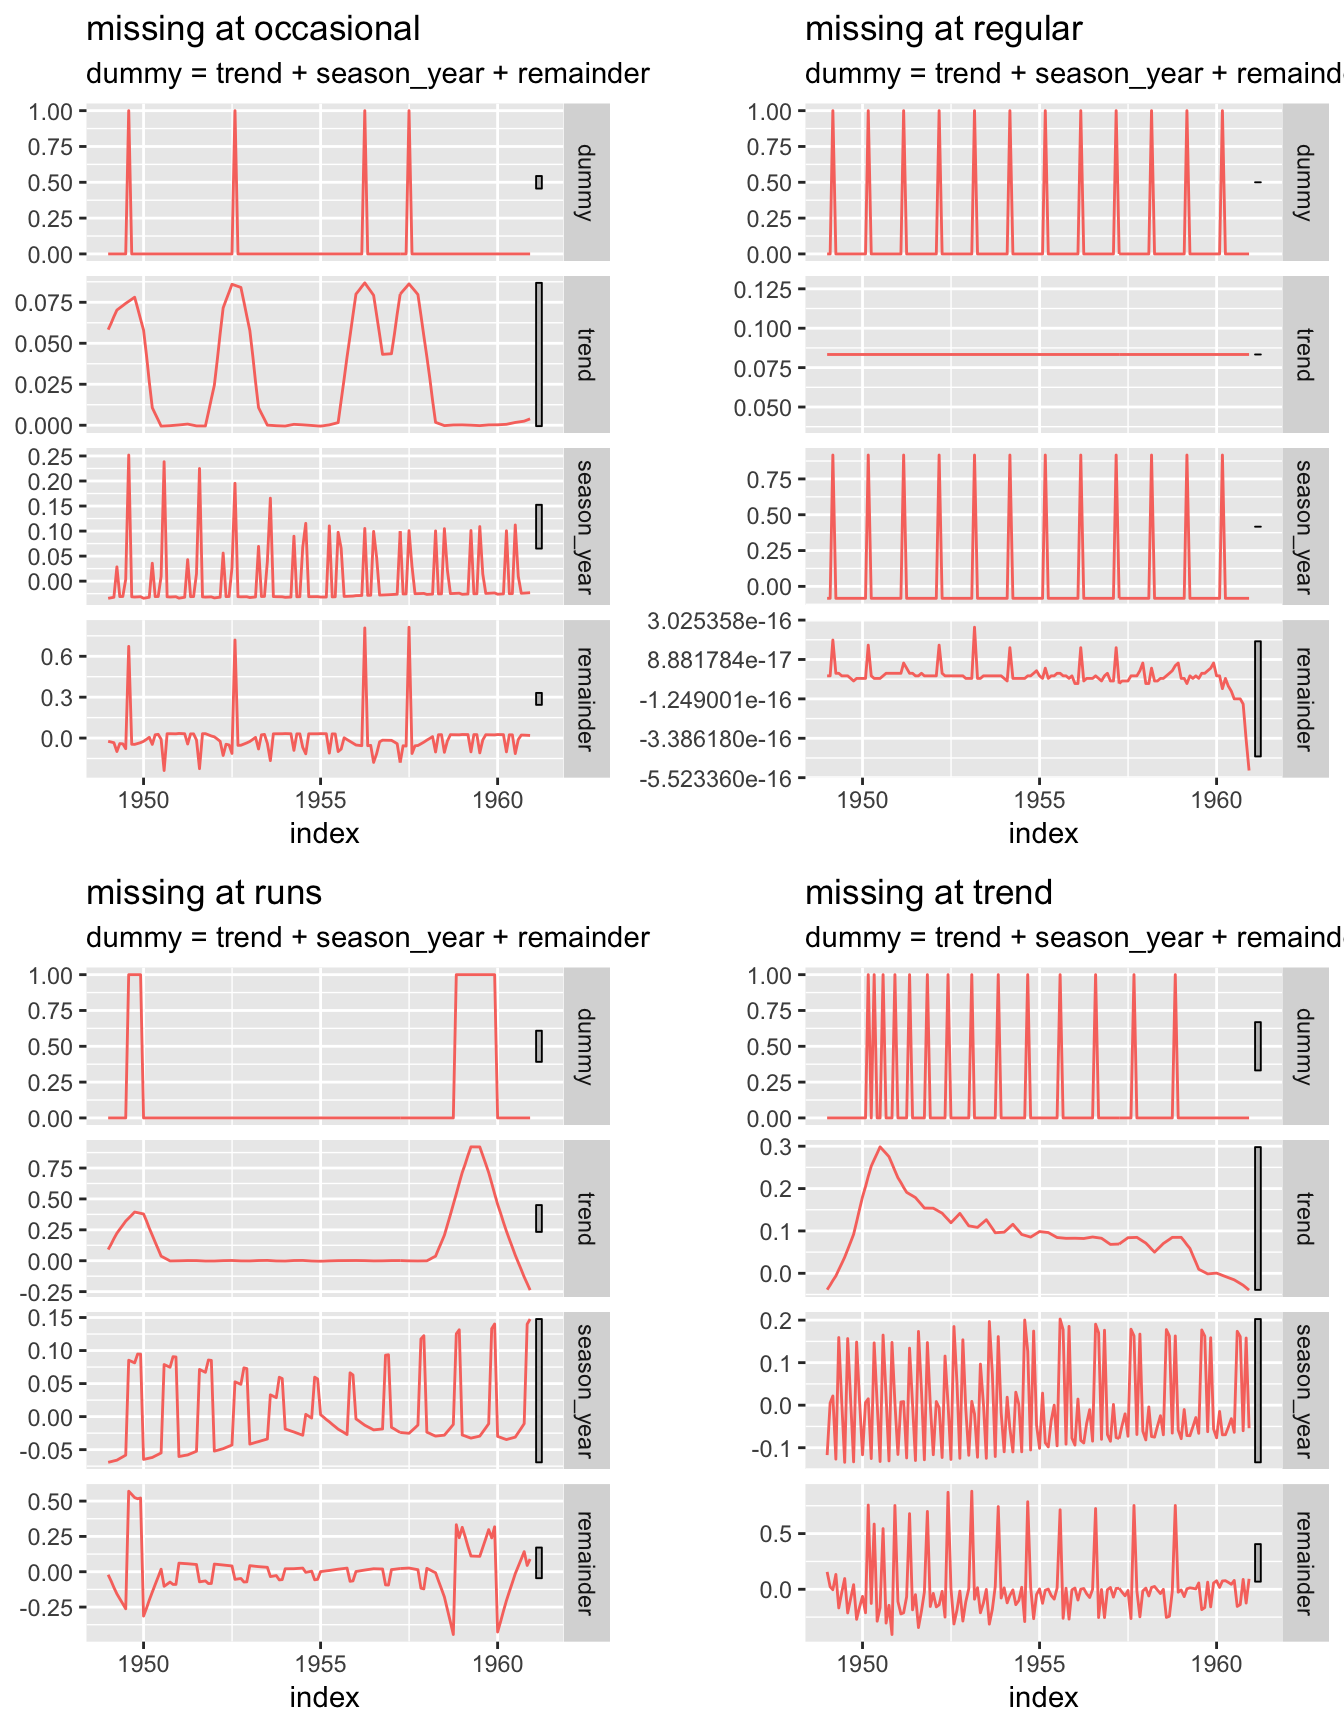 missing at occasional
dummy = trend + season_year + remainder
1.00
0.75
0.50
0.25
0.00
dummy
0.075
0.050
0.025
0.000
trend
0.25
0.20
0.15
0.10
0.05
0.00
season_year
0.6
0.3
0.0
remainder
1950 1955 1960
index
missing at regular
dummy = trend + season_year + remaind
1.00
0.75
0.50
0.25
0.00
dummy
0.125
0.100
0.075
0.050
trend
0.75
0.50
0.25
0.00
season_year
3.025358e-16
8.881784e-17
-1.249001e-16
-3.386180e-16
-5.523360e-16
remainder
1950 1955 1960
index
missing at runs
dummy = trend + season_year + remainder
1.00
0.75
0.50
0.25
0.00
dummy
0.75
0.50
0.25
0.00
-0.25
trend
0.15
0.10
0.05
0.00
-0.05
season_year
0.50
0.25
0.00
-0.25
remainder
1950 1955 1960
index
missing at trend
dummy = trend + season_year + remaind
1.00
0.75
0.50
0.25
0.00
dummy
0.3
0.2
0.1
0.0
trend
0.2
0.1
0.0
-0.1
season_year
0.5
0.0
remainder
1950 1955 1960
index